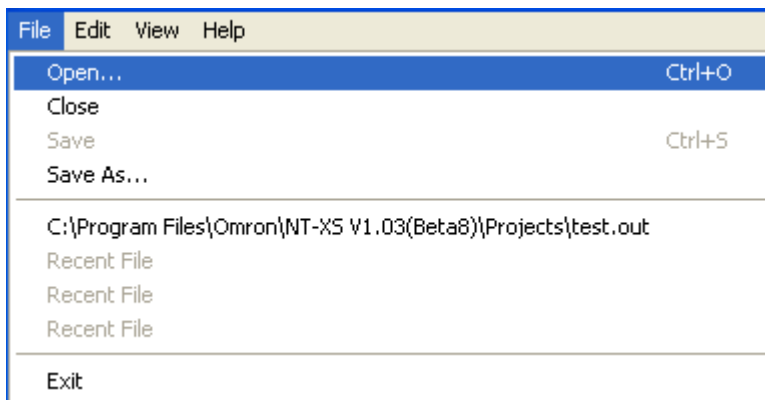 File Edit View Help
Open... Ctrl+O
Close
Save Ctrl+S
Save As...
C:\Program Files\Omron\NT-XS V1.03(Beta8)\Projects\test.out
Recent File
Recent File
Recent File
Exit